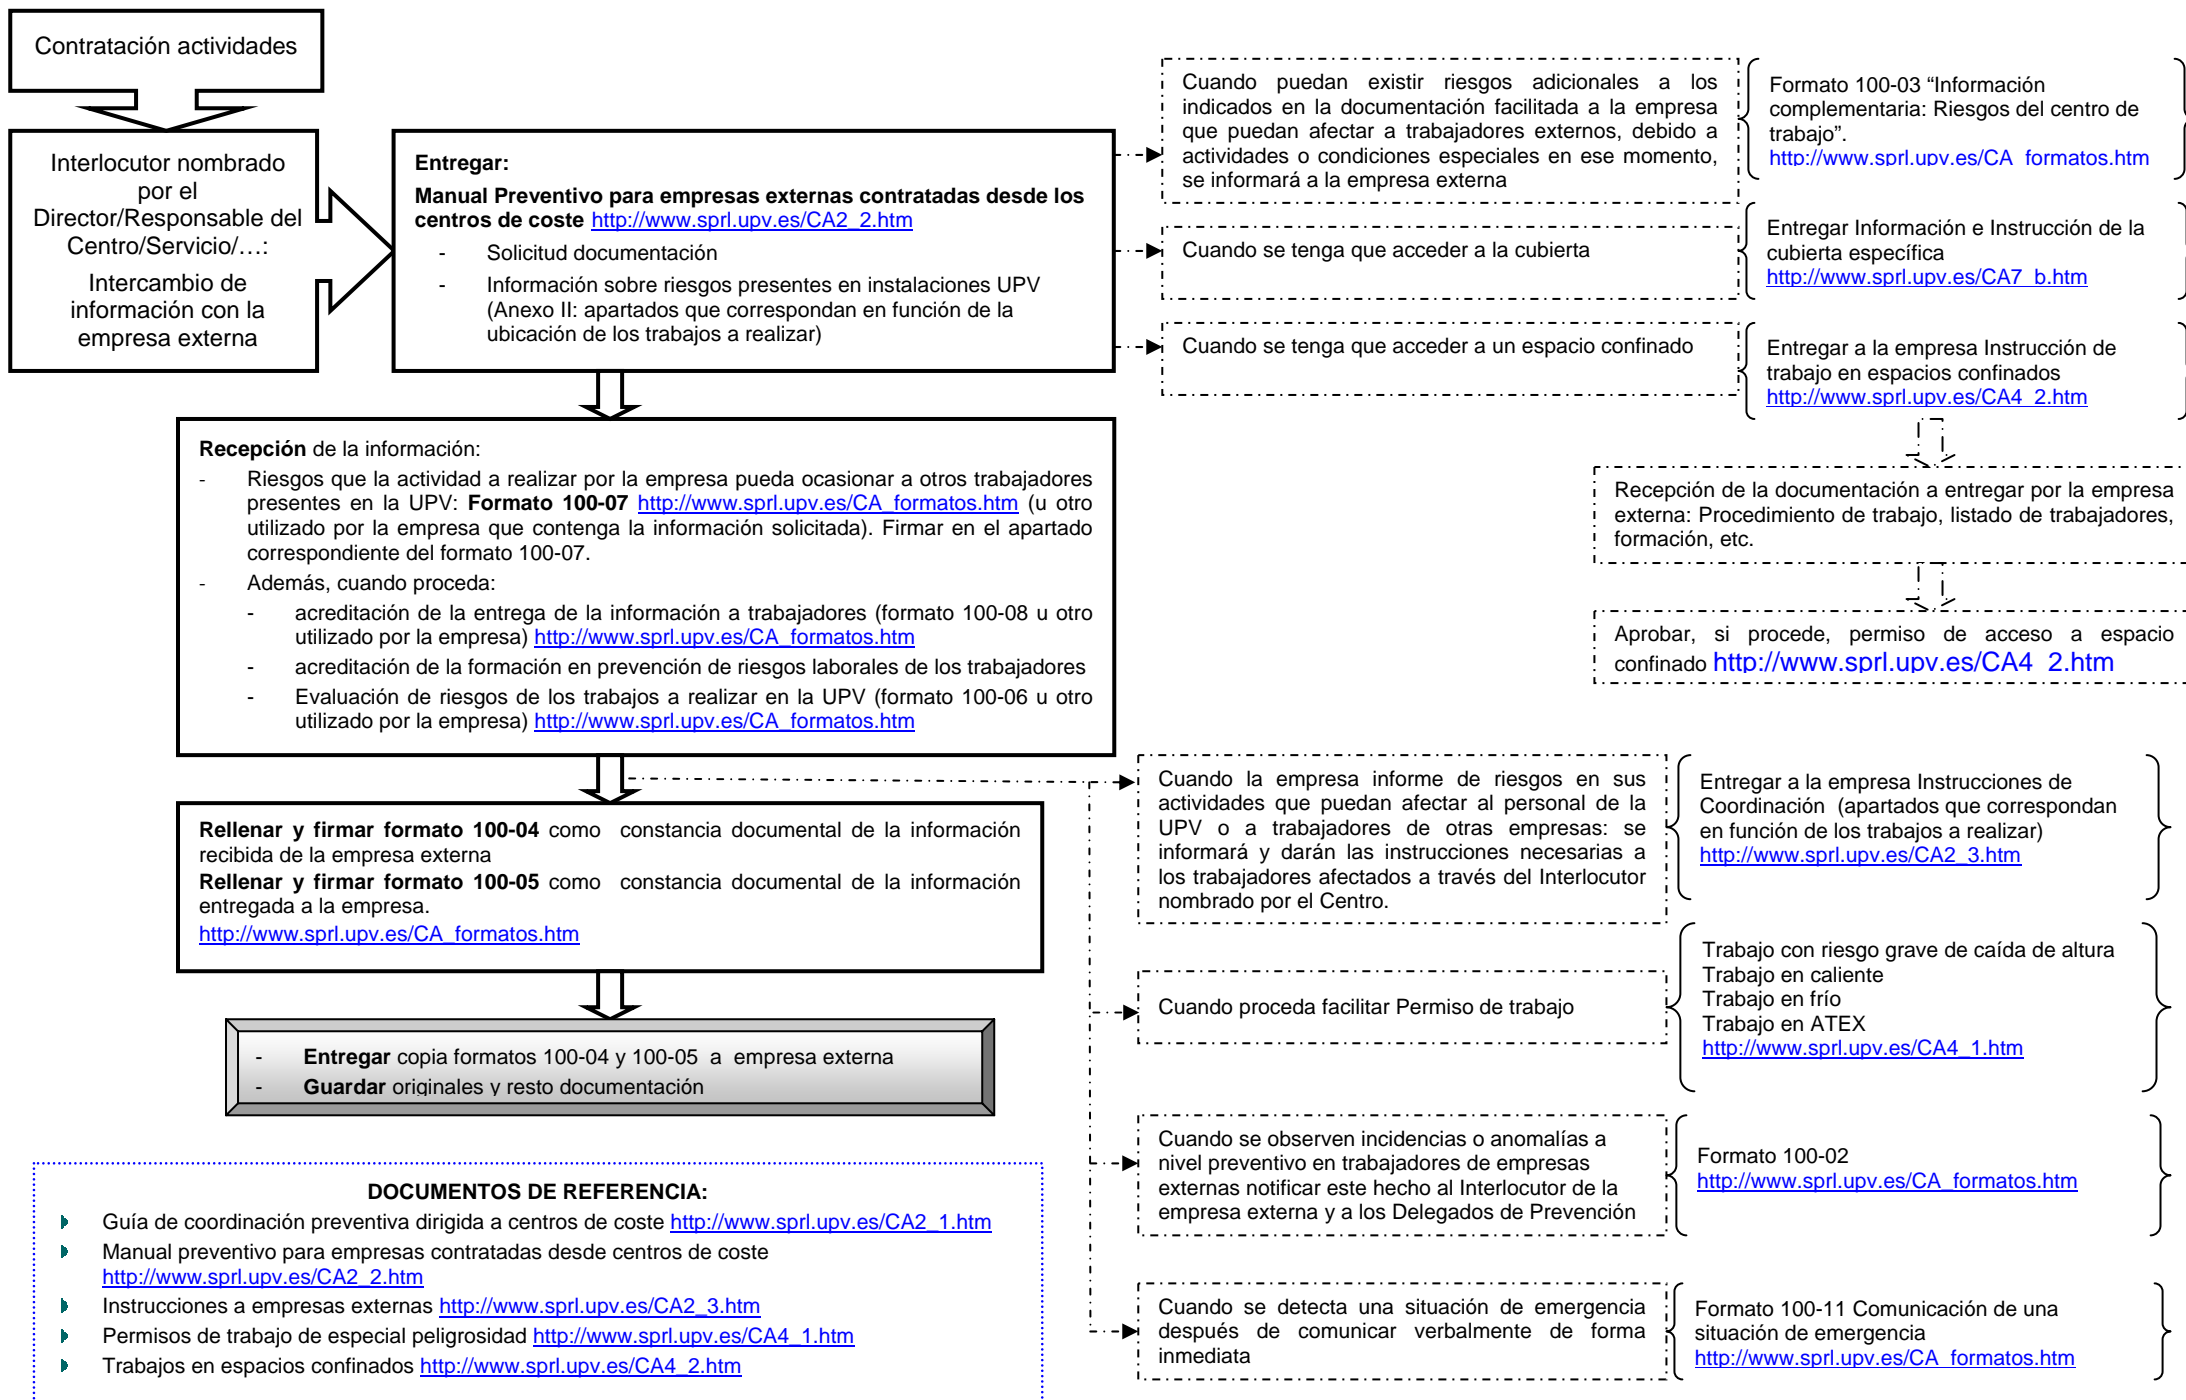 Contratación actividades
Interlocutor nombrado
por el
Director/Responsable del
Centro/Servicio/…:
Intercambio de
información con la
empresa externa
Entregar:
Manual Preventivo para empresas externas contratadas desde los
centros de coste http://www.sprl.upv.es/CA2_2.htm
- Solicitud documentación
- Información sobre riesgos presentes en instalaciones UPV
(Anexo II: apartados que correspondan en función de la
ubicación de los trabajos a realizar)
Cuando puedan existir riesgos adicionales a los
indicados en la documentación facilitada a la empresa
que puedan afectar a trabajadores externos, debido a
actividades o condiciones especiales en ese momento,
se informará a la empresa externa
Formato 100-03 “Información
complementaria: Riesgos del centro de
trabajo”.
http://www.sprl.upv.es/CA_formatos.htm
Cuando se tenga que acceder a la cubierta
Entregar Información e Instrucción de la
cubierta específica
http://www.sprl.upv.es/CA7_b.htm
Cuando se tenga que acceder a un espacio confinado
Entregar a la empresa Instrucción de
trabajo en espacios confinados
http://www.sprl.upv.es/CA4_2.htm
Recepción de la documentación a entregar por la empresa
externa: Procedimiento de trabajo, listado de trabajadores,
formación, etc.
Aprobar, si procede, permiso de acceso a espacio
confinado http://www.sprl.upv.es/CA4_2.htm
Recepción de la información:
- Riesgos que la actividad a realizar por la empresa pueda ocasionar a otros trabajadores
presentes en la UPV: Formato 100-07 http://www.sprl.upv.es/CA_formatos.htm (u otro
utilizado por la empresa que contenga la información solicitada). Firmar en el apartado
correspondiente del formato 100-07.
- Además, cuando proceda:
- acreditación de la entrega de la información a trabajadores (formato 100-08 u otro
utilizado por la empresa) http://www.sprl.upv.es/CA_formatos.htm
- acreditación de la formación en prevención de riesgos laborales de los trabajadores
- Evaluación de riesgos de los trabajos a realizar en la UPV (formato 100-06 u otro
utilizado por la empresa) http://www.sprl.upv.es/CA_formatos.htm
Rellenar y firmar formato 100-04 como constancia documental de la información
recibida de la empresa externa
Rellenar y firmar formato 100-05 como constancia documental de la información
entregada a la empresa.
http://www.sprl.upv.es/CA_formatos.htm
- Entregar copia formatos 100-04 y 100-05 a empresa externa
- Guardar originales y resto documentación
Cuando la empresa informe de riesgos en sus
actividades que puedan afectar al personal de la
UPV o a trabajadores de otras empresas: se
informará y darán las instrucciones necesarias a
los trabajadores afectados a través del Interlocutor
nombrado por el Centro.
Entregar a la empresa Instrucciones de
Coordinación (apartados que correspondan
en función de los trabajos a realizar)
http://www.sprl.upv.es/CA2_3.htm
Cuando proceda facilitar Permiso de trabajo
Trabajo con riesgo grave de caída de altura
Trabajo en caliente
Trabajo en frío
Trabajo en ATEX
http://www.sprl.upv.es/CA4_1.htm
Cuando se observen incidencias o anomalías a
nivel preventivo en trabajadores de empresas
externas notificar este hecho al Interlocutor de la
empresa externa y a los Delegados de Prevención
Formato 100-02
http://www.sprl.upv.es/CA_formatos.htm
Cuando se detecta una situación de emergencia
después de comunicar verbalmente de forma
inmediata
Formato 100-11 Comunicación de una
situación de emergencia
http://www.sprl.upv.es/CA_formatos.htm
DOCUMENTOS DE REFERENCIA:
Guía de coordinación preventiva dirigida a centros de coste http://www.sprl.upv.es/CA2_1.htm
Manual preventivo para empresas contratadas desde centros de coste
http://www.sprl.upv.es/CA2_2.htm
Instrucciones a empresas externas http://www.sprl.upv.es/CA2_3.htm
Permisos de trabajo de especial peligrosidad http://www.sprl.upv.es/CA4_1.htm
Trabajos en espacios confinados http://www.sprl.upv.es/CA4_2.htm